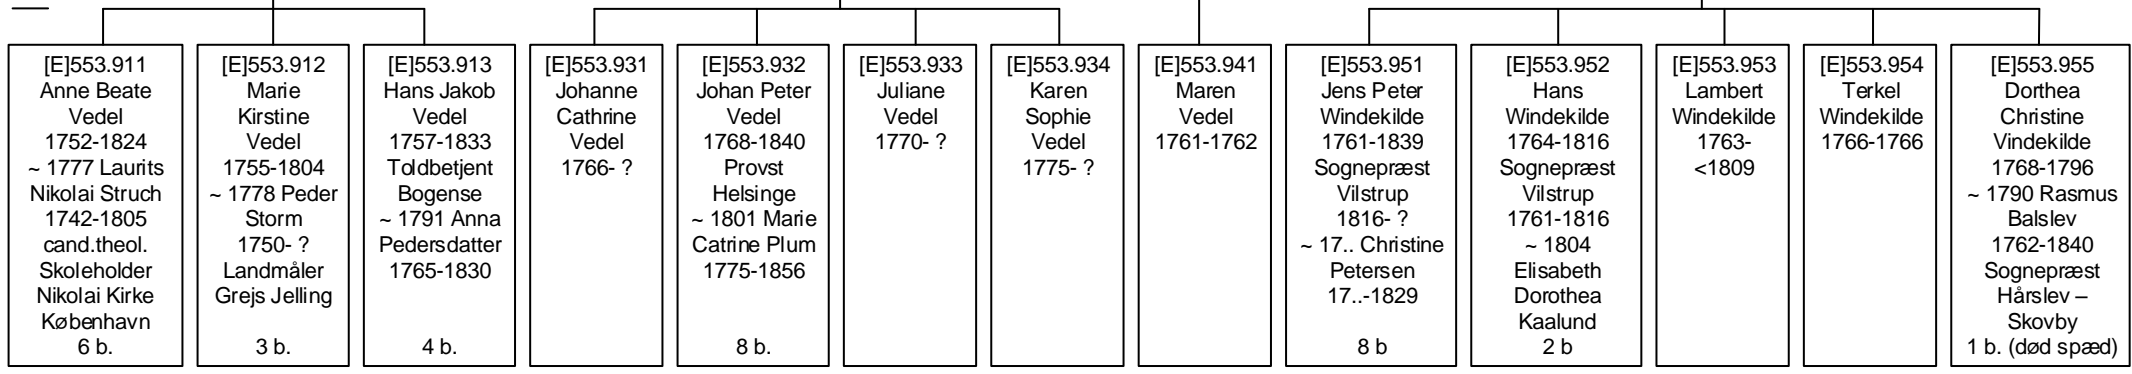 [E]553.911
Anne Beate
Vedel
1752-1824
~ 1777 Laurits
Nikolai Struch
1742-1805
cand.theol.
Skoleholder
Nikolai Kirke
København
6 b.
[E]553.912
Marie
Kirstine
Vedel
1755-1804
~ 1778 Peder
Storm
1750- ?
Landmåler
Grejs Jelling
3 b.
[E]553.913
Hans Jakob
Vedel
1757-1833
Toldbetjent
Bogense
~ 1791 Anna
Pedersdatter
1765-1830
4 b.
[E]553.931
Johanne
Cathrine
Vedel
1766- ?
[E]553.932
Johan Peter
Vedel
1768-1840
Provst
Helsinge
~ 1801 Marie
Catrine Plum
1775-1856
8 b.
[E]553.933
Juliane
Vedel
1770- ?
[E]553.934
Karen
Sophie
Vedel
1775- ?
[E]553.941
Maren
Vedel
1761-1762
[E]553.951
Jens Peter
Windekilde
1761-1839
Sognepræst
Vilstrup
1816- ?
~ 17.. Christine
Petersen
17..-1829
8 b
[E]553.952
Hans
Windekilde
1764-1816
Sognepræst
Vilstrup
1761-1816
~ 1804
Elisabeth
Dorothea
Kaalund
2 b
[E]553.953
Lambert
Windekilde
1763-
<1809
[E]553.954
Terkel
Windekilde
1766-1766
[E]553.955
Dorthea
Christine
Vindekilde
1768-1796
~ 1790 Rasmus
Balslev
1762-1840
Sognepræst
Hårslev –
Skovby
1 b. (død spæd)